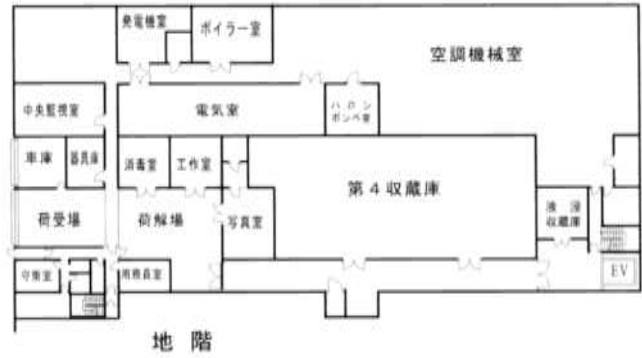 発電機室
ボイラー室
空調機械室
中央監視室
電気室
ハロン
ボンベ室
車庫
器具庫
消毒室
工作室
第4収蔵庫
荷受場
荷解場
写真室
液浸
収蔵庫
守衛室
用務員室
EV
地階